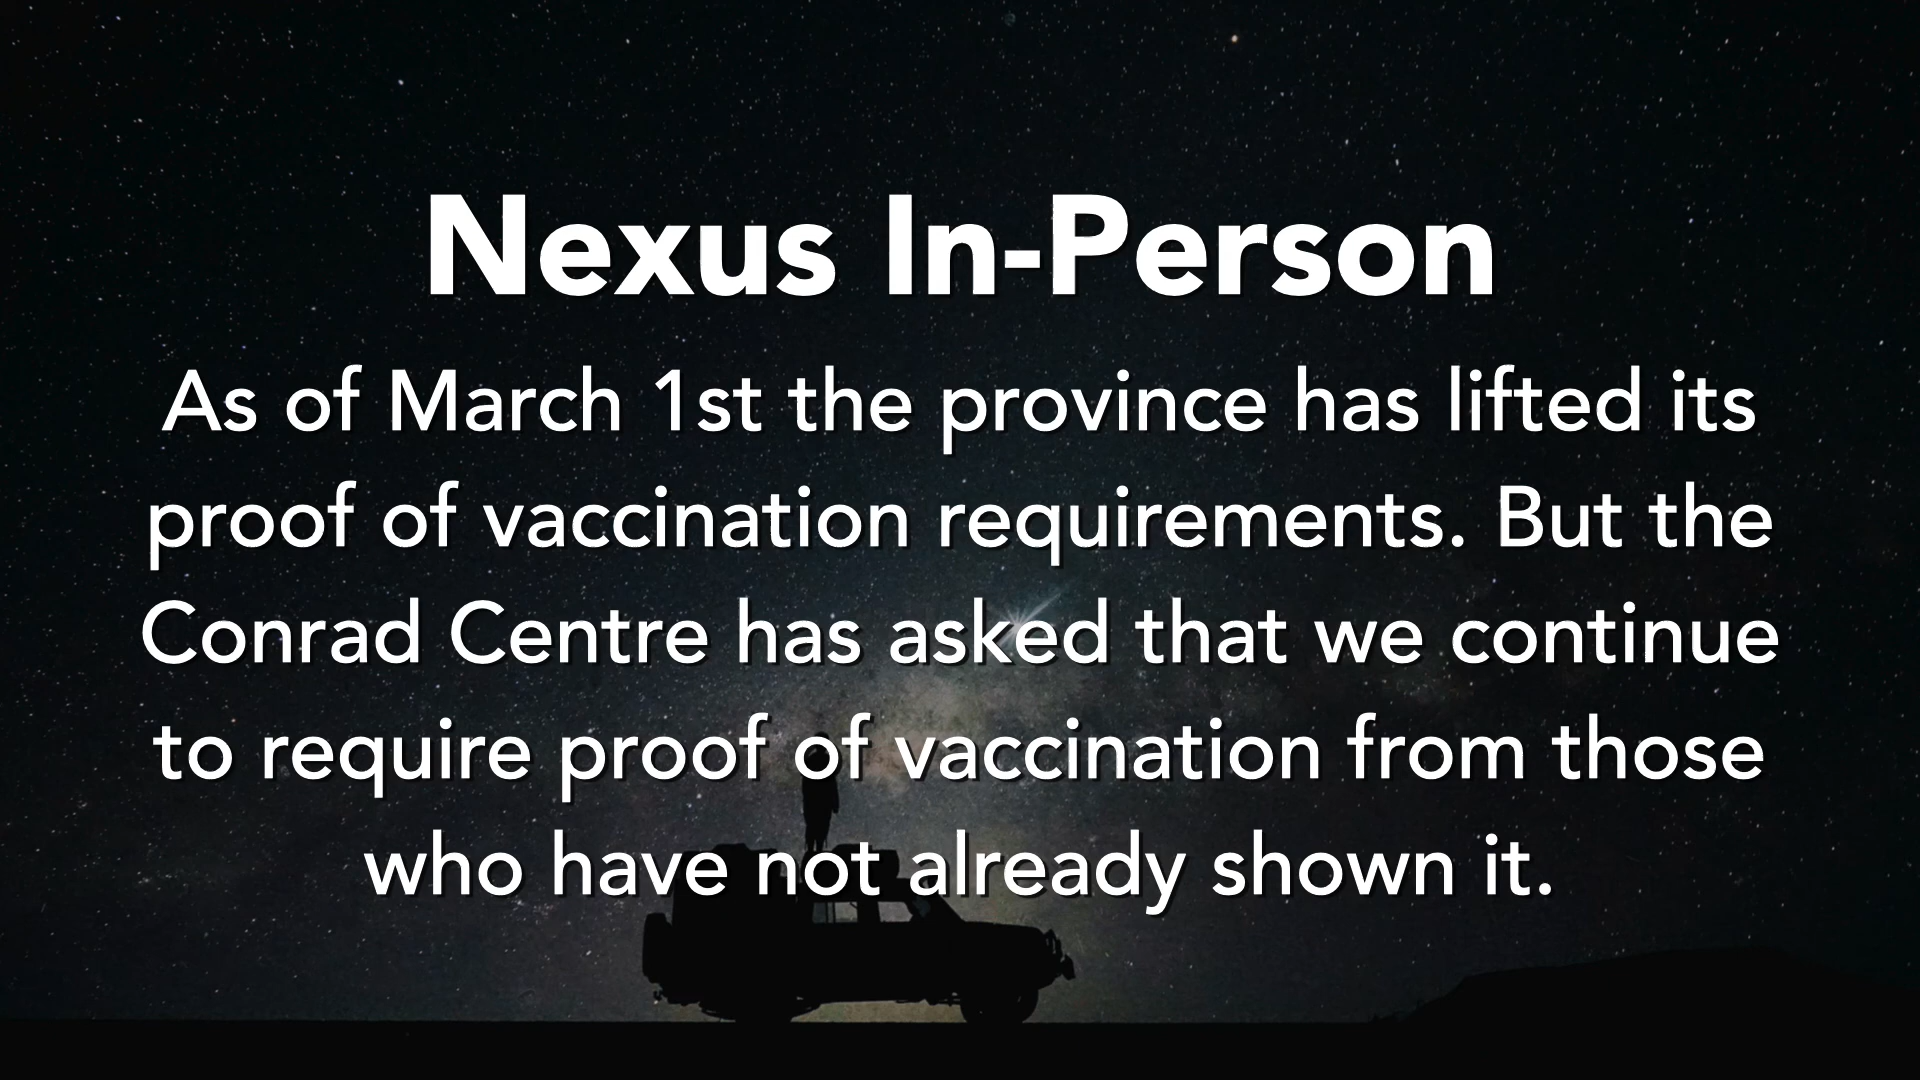 Nexus In-Person
As of March 1st the province has lifted its
proof of vaccination requirements. But the
Conrad Centre has asked that we continue
to require proof of vaccination from those
who have not already shown it.